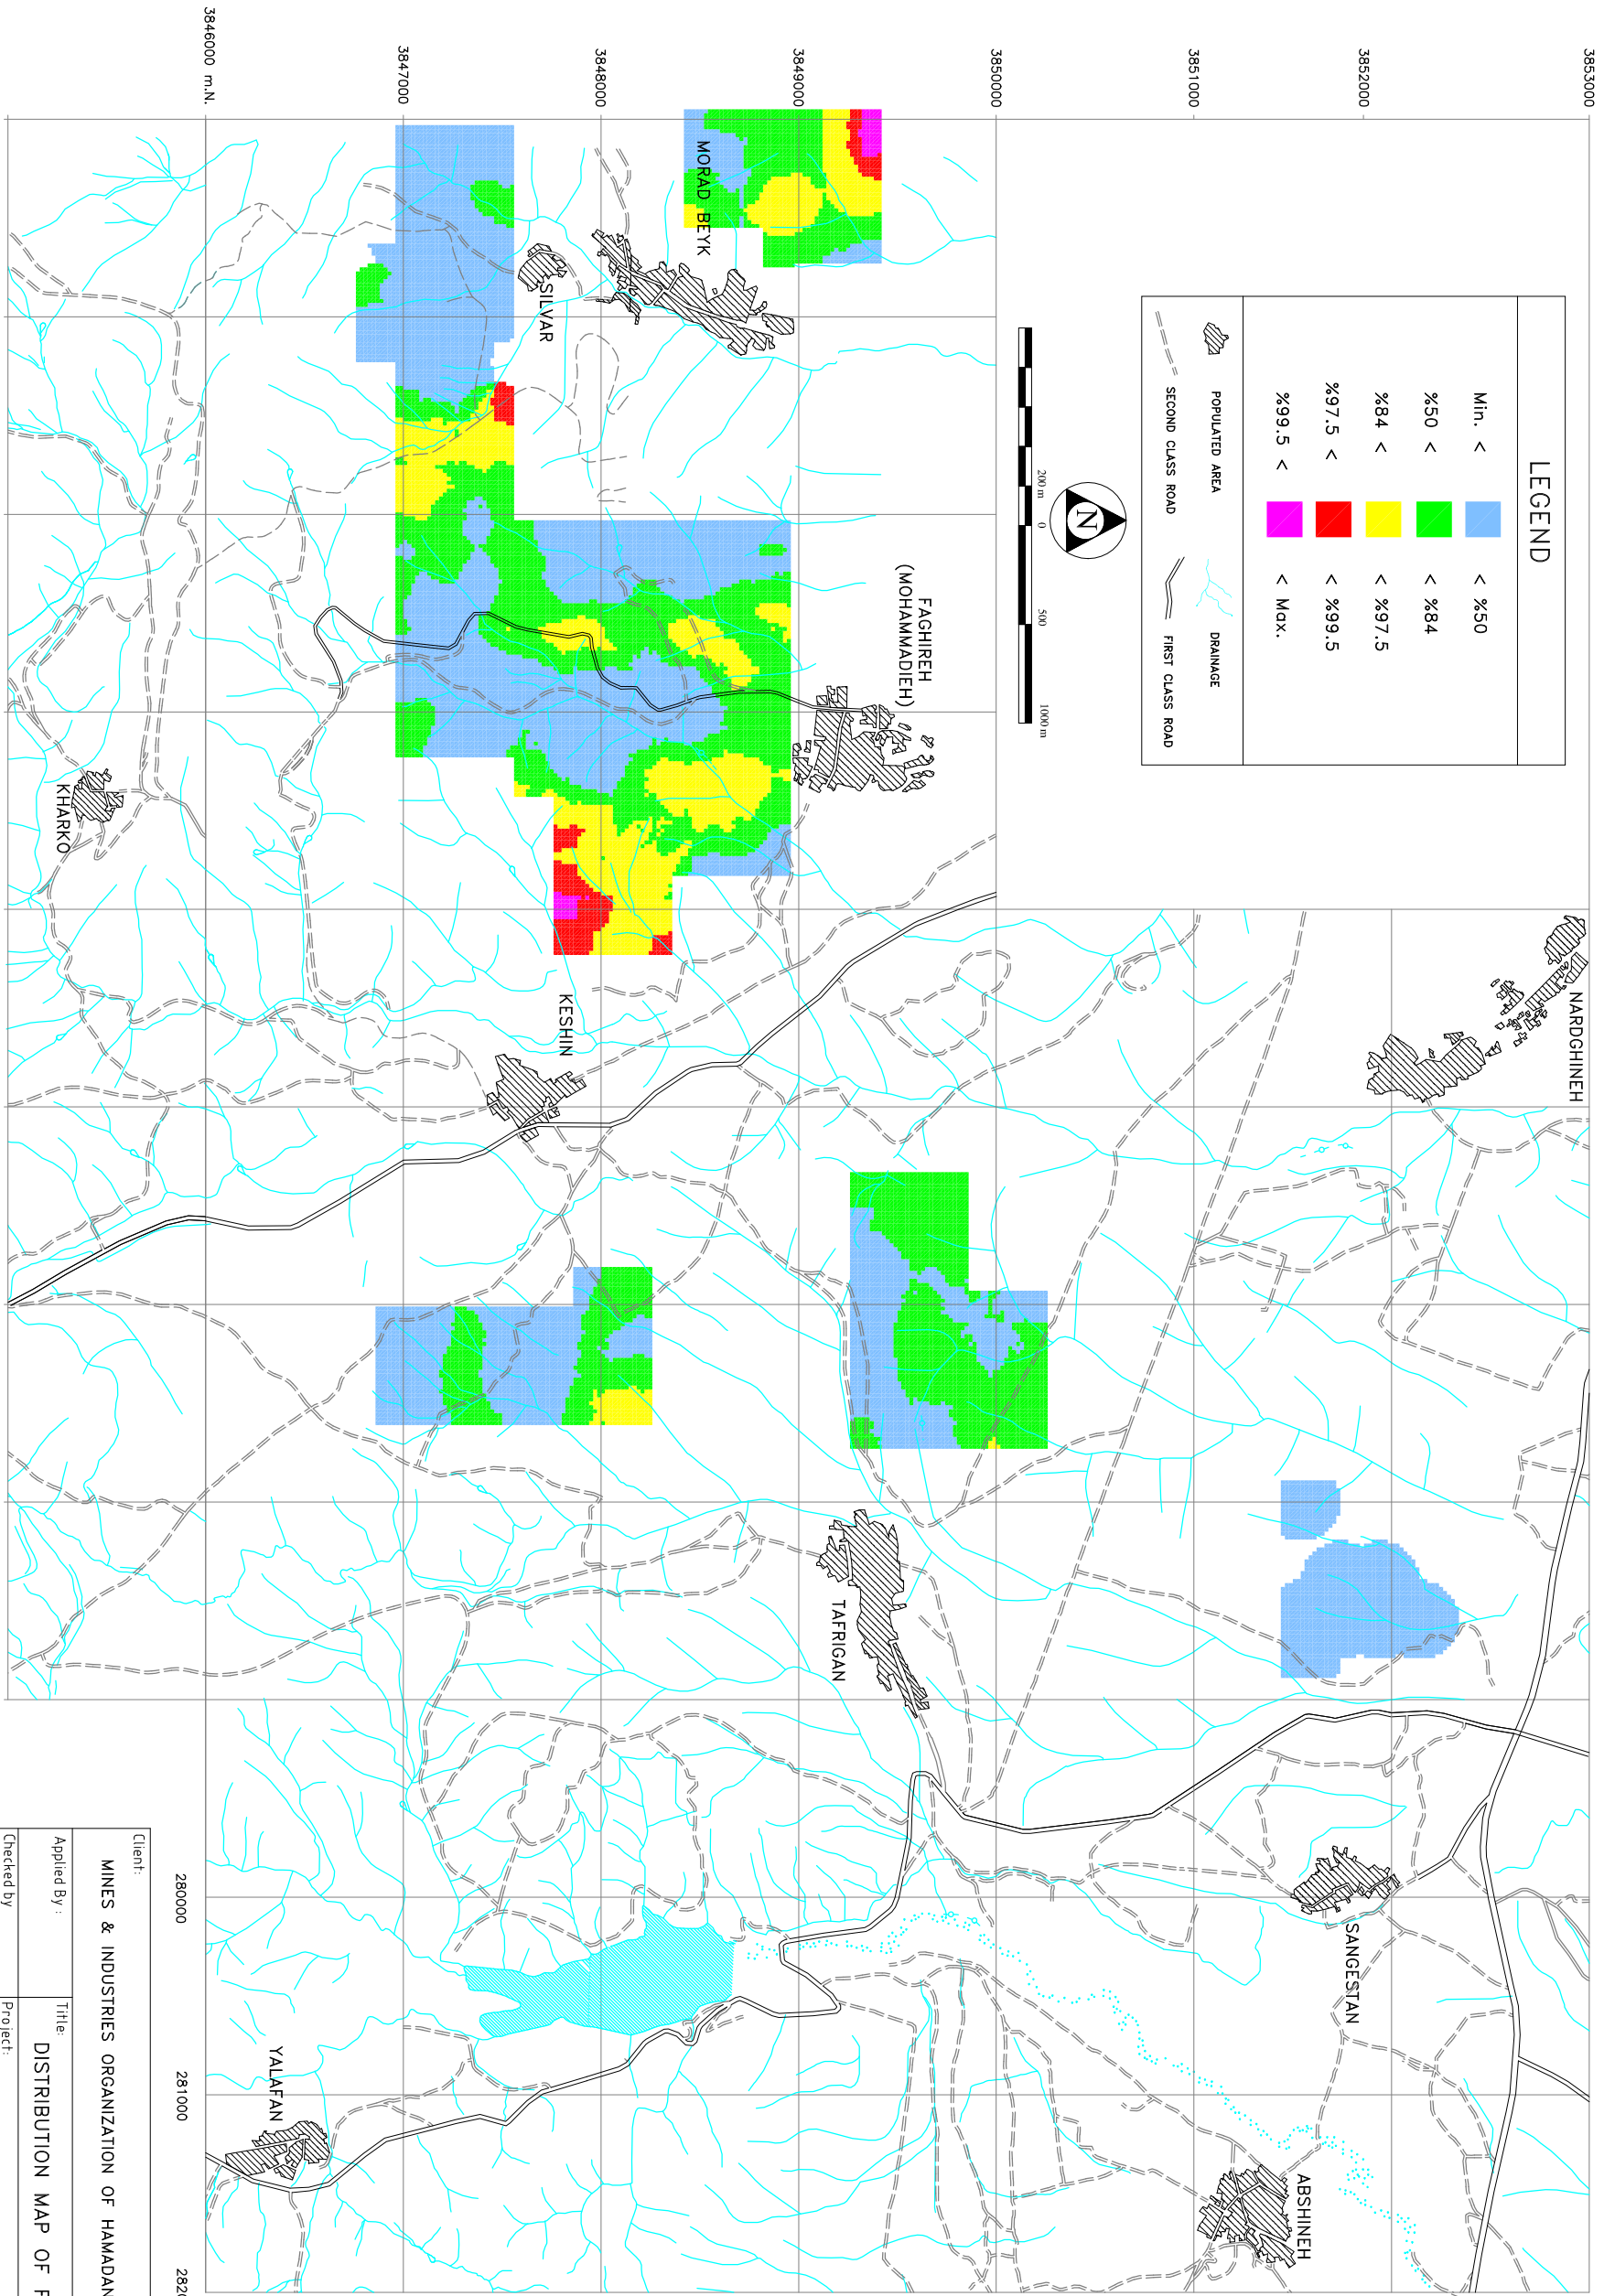 LEGEND
Min. < < %50
%50 < < %84
%84 < < %97.5
%97.5 < < %99.5
%99.5 < < Max.
POPULATED AREA
DRAINAGE
SECOND CLASS ROAD
FIRST CLASS ROAD
N
200 m
0
500
1000 m
3853000
3852000
3851000
3850000
3849000
3848000
3847000
3846000 m.N.
NARDGHINEH
FAGHIREH
(MOHAMMADIEH)
MORAD BEYK
SILVAR
KHARKO
KESHIN
TAFRIGAN
SANGESTAN
ABSHINEH
YALAFAN
280000
281000
Client:
MINES & INDUSTRIES ORGANIZATION OF HAMADAN
Applied By :
Title:
DISTRIBUTION MAP OF
Checked by
Project: